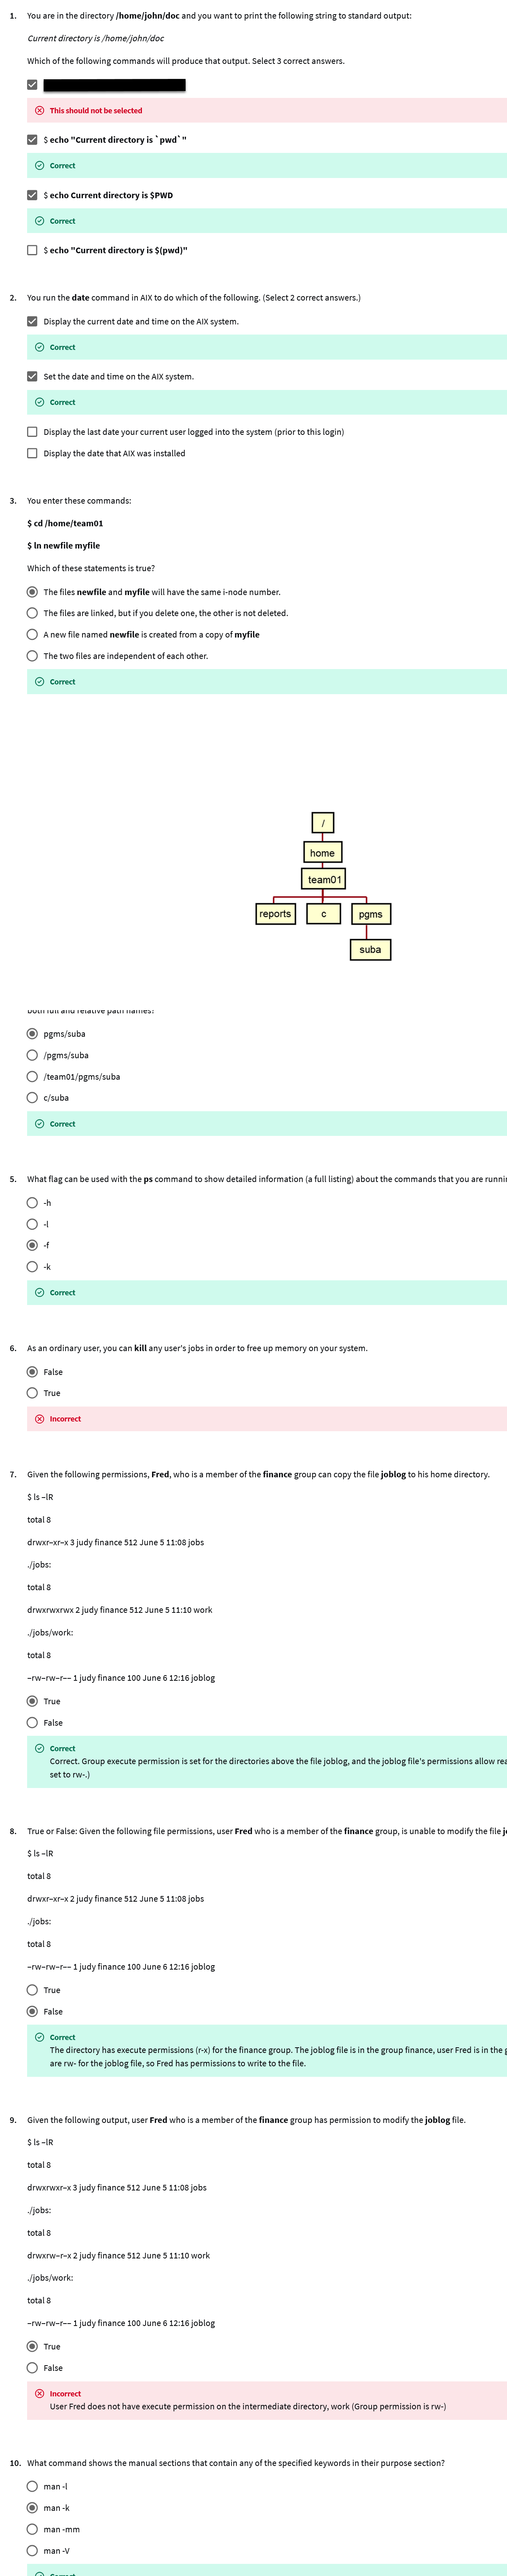 1. You are in the directory /home/john/doc and you want to print the following string to standard output:
Current directory is /home/john/doc
Which of the following commands will produce that output. Select 3 correct answers.
This should not be selected
$ echo "Current directory is `pwd`"
Correct
$ echo Current directory is $PWD
Correct
$ echo "Current directory is $(pwd)"
2. You run the date command in AIX to do which of the following. (Select 2 correct answers.)
Display the current date and time on the AIX system.
Correct
Set the date and time on the AIX system.
Correct
Display the last date your current user logged into the system (prior to this login)
Display the date that AIX was installed
3. You enter these commands:
$ cd /home/team01
$ ln newfile myfile
Which of these statements is true?
The files newfile and myfile will have the same i-node number.
The files are linked, but if you delete one, the other is not deleted.
A new file named newfile is created from a copy of myfile
The two files are independent of each other.
Correct
/
home
team01
reports c pgms
suba
both full and relative path names?
pgms/suba
/pgms/suba
/team01/pgms/suba
c/suba
Correct
5. What flag can be used with the ps command to show detailed information (a full listing) about the commands that you are
-h
-l
-f
-k
Correct
6. As an ordinary user, you can kill any user's jobs in order to free up memory on your system.
False
True
Incorrect
7. Given the following permissions, Fred, who is a member of the finance group can copy the file joblog to his home directory.
$ ls –lR
total 8
drwxr–xr–x 3 judy finance 512 June 5 11:08 jobs
./jobs:
total 8
drwxrwxrwx 2 judy finance 512 June 5 11:10 work
./jobs/work:
total 8
–rw–rw–r–– 1 judy finance 100 June 6 12:16 joblog
True
False
Correct
Correct. Group execute permission is set for the directories above the file joblog, and the joblog file's permissions allow
set to rw-.)
8. True or False: Given the following file permissions, user Fred who is a member of the finance group, is unable to modify the file
$ ls –lR
total 8
drwxr–xr–x 2 judy finance 512 June 5 11:08 jobs
./jobs:
total 8
–rw–rw–r–– 1 judy finance 100 June 6 12:16 joblog
True
False
Correct
The directory has execute permissions (r-x) for the finance group. The joblog file is in the group finance, user Fred is in the
are rw- for the joblog file, so Fred has permissions to write to the file.
9. Given the following output, user Fred who is a member of the finance group has permission to modify the joblog file.
$ ls –lR
total 8
drwxrwxr–x 3 judy finance 512 June 5 11:08 jobs
./jobs:
total 8
drwxrw–r–x 2 judy finance 512 June 5 11:10 work
./jobs/work:
total 8
–rw–rw–r–– 1 judy finance 100 June 6 12:16 joblog
True
False
Incorrect
User Fred does not have execute permission on the intermediate directory, work (Group permission is rw-)
10. What command shows the manual sections that contain any of the specified keywords in their purpose section?
man -l
man -k
man -mm
man -V